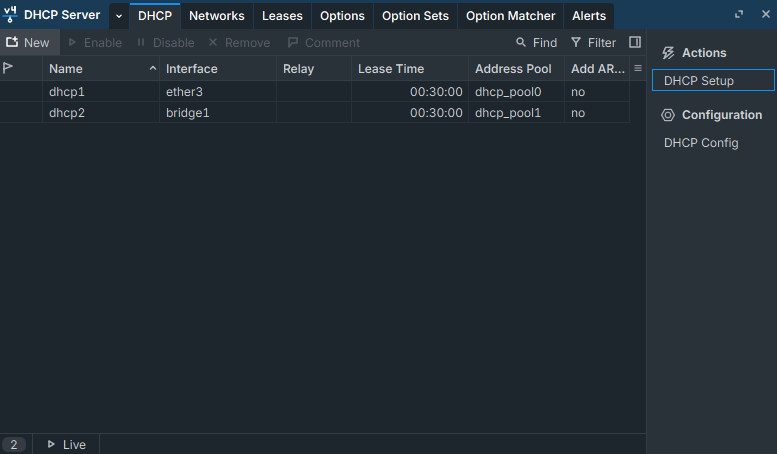 v4 DHCP Server DHCP Networks Leases Options Option Sets Option Matcher Alerts
New Enable Disable Remove Comment Find Filter
Name Interface Relay Lease Time Address Pool Add AR...
dhcp1 ether3 00:30:00 dhcp_pool0 no
dhcp2 bridge1 00:30:00 dhcp_pool1 no
Actions
DHCP Setup
Configuration
DHCP Config
2 Live